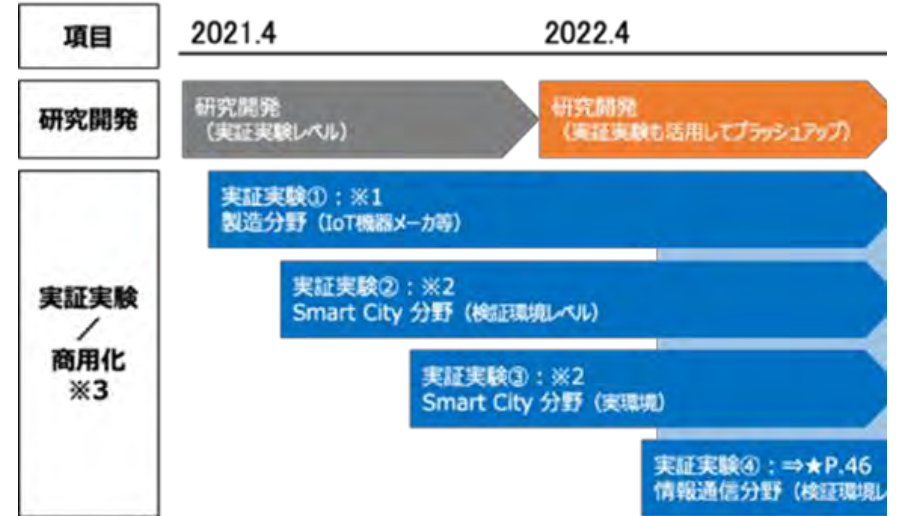 項目
2021.4
2022.4
研究開発
研究開発
(実証実験レベル)
研究開発
(実証実験も活用してブラッシュアップ)
実証実験
/
商用化
※3
実証実験①:※1
製造分野(IoT機器メーカ等)
実証実験②:※2
Smart City 分野(検証環境レベル)
実証実験③:※2
Smart City 分野(実環境)
実証実験④:⇒★P.46
情報通信分野(検証環境レ